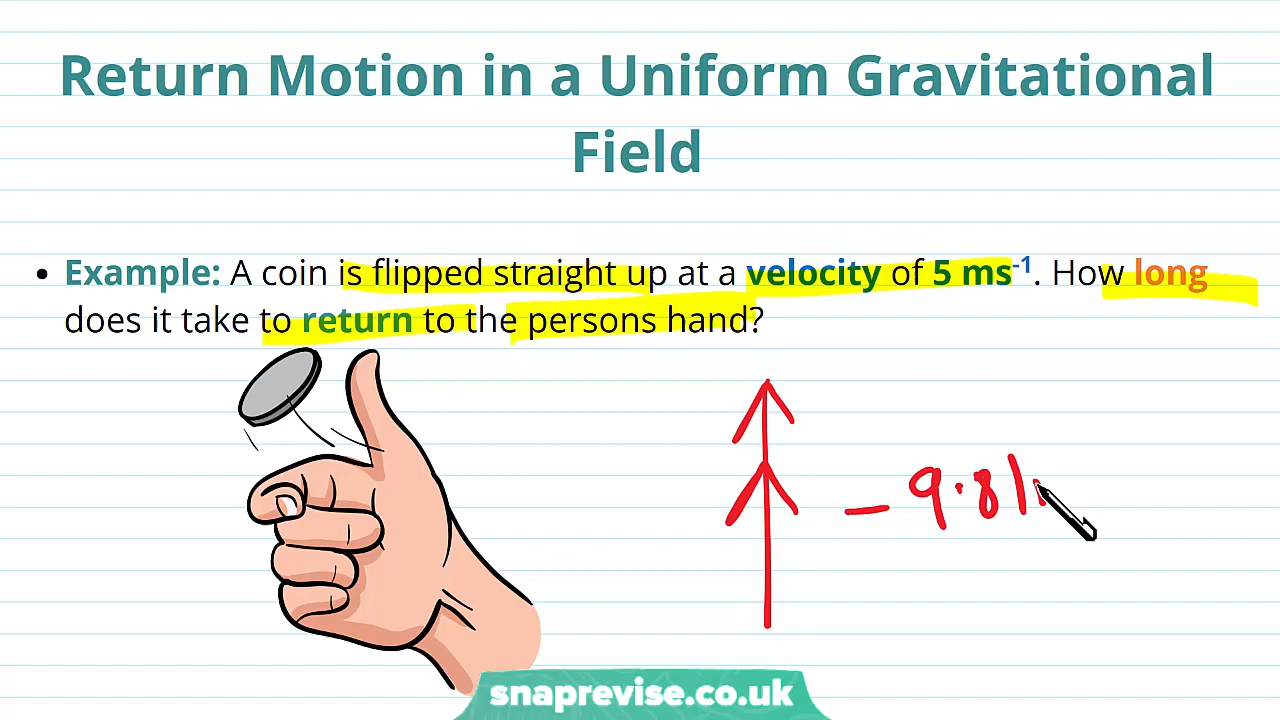 Return Motion in a Uniform Gravitational
Field
• Example: A coin is flipped straight up at a velocity of 5 ms⁻¹. How long
does it take to return to the persons hand?
- 9.81
snaprevise.co.uk